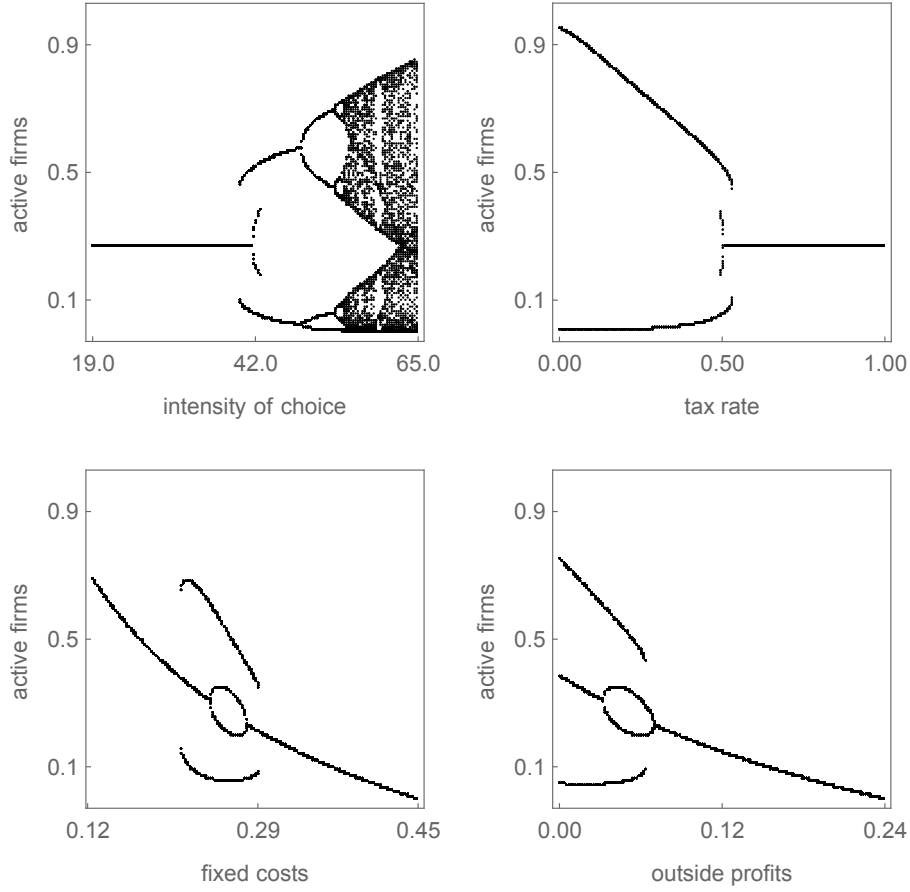 0.9
0.5
0.1
active firms
19.0 42.0 65.0
intensity of choice
0.9
0.5
0.1
active firms
0.00 0.50 1.00
tax rate
0.9
0.5
0.1
active firms
0.12 0.29 0.45
fixed costs
0.9
0.5
0.1
active firms
0.00 0.12 0.24
outside profits